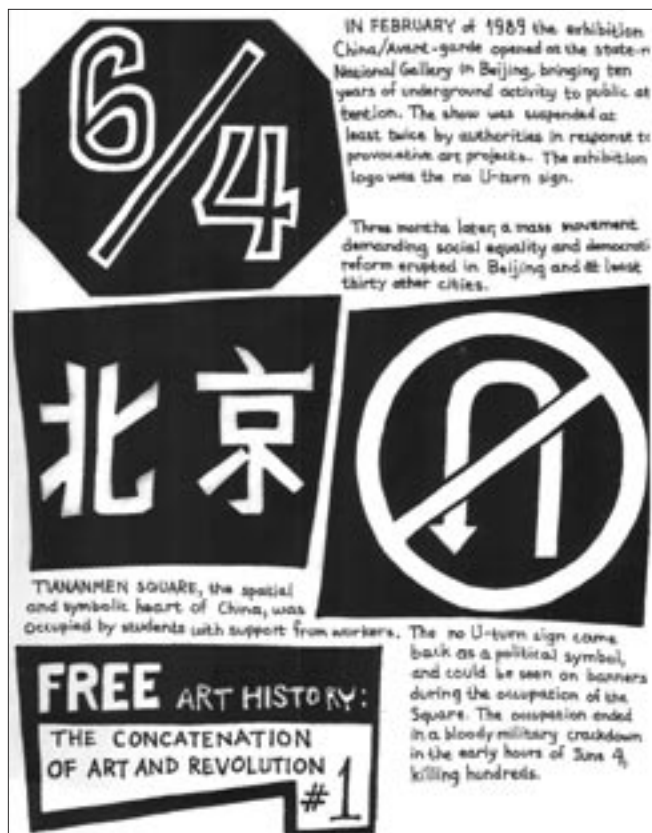 6/4
IN FEBRUARY of 1989 the exhibition
China/Avant-garde opened at the state-r
National Gallery in Beijing, bringing ten
years of underground activity to public at
tention. The show was suspended at
least twice by authorities in response to
provocative art projects. The exhibition
logo was the no U-turn sign.
Three months later, a mass movement
demanding social equality and democrati
reform erupted in Beijing and at least
thirty other cities.
北京
TIANANMEN SQUARE, the spatial
and symbolic heart of China, was
occupied by students with support from workers.
The no U-turn sign came
back as a political symbol,
and could be seen on banners
during the occupation of the
Square. The occupation ended
in a bloody military crackdown
in the early hours of June 4,
killing hundreds.
FREE ART HISTORY:
THE CONCATENATION
OF ART AND REVOLUTION
#1